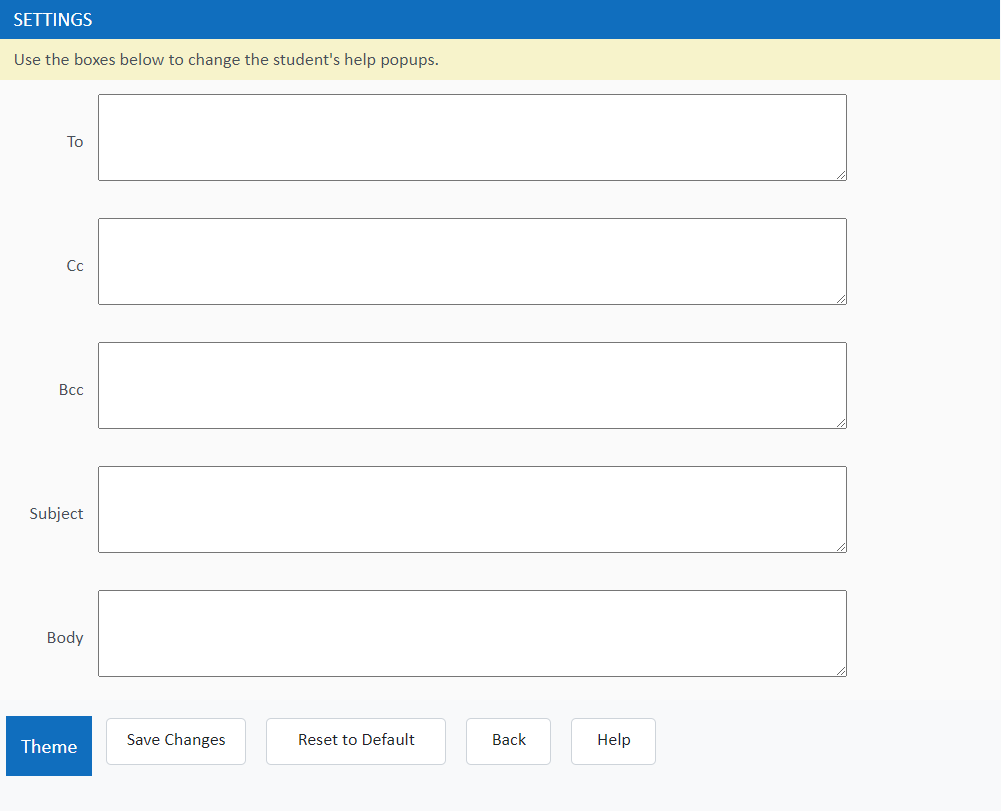 SETTINGS
Use the boxes below to change the student's help popups.
To
Cc
Bcc
Subject
Body
Theme
Save Changes
Reset to Default
Back
Help